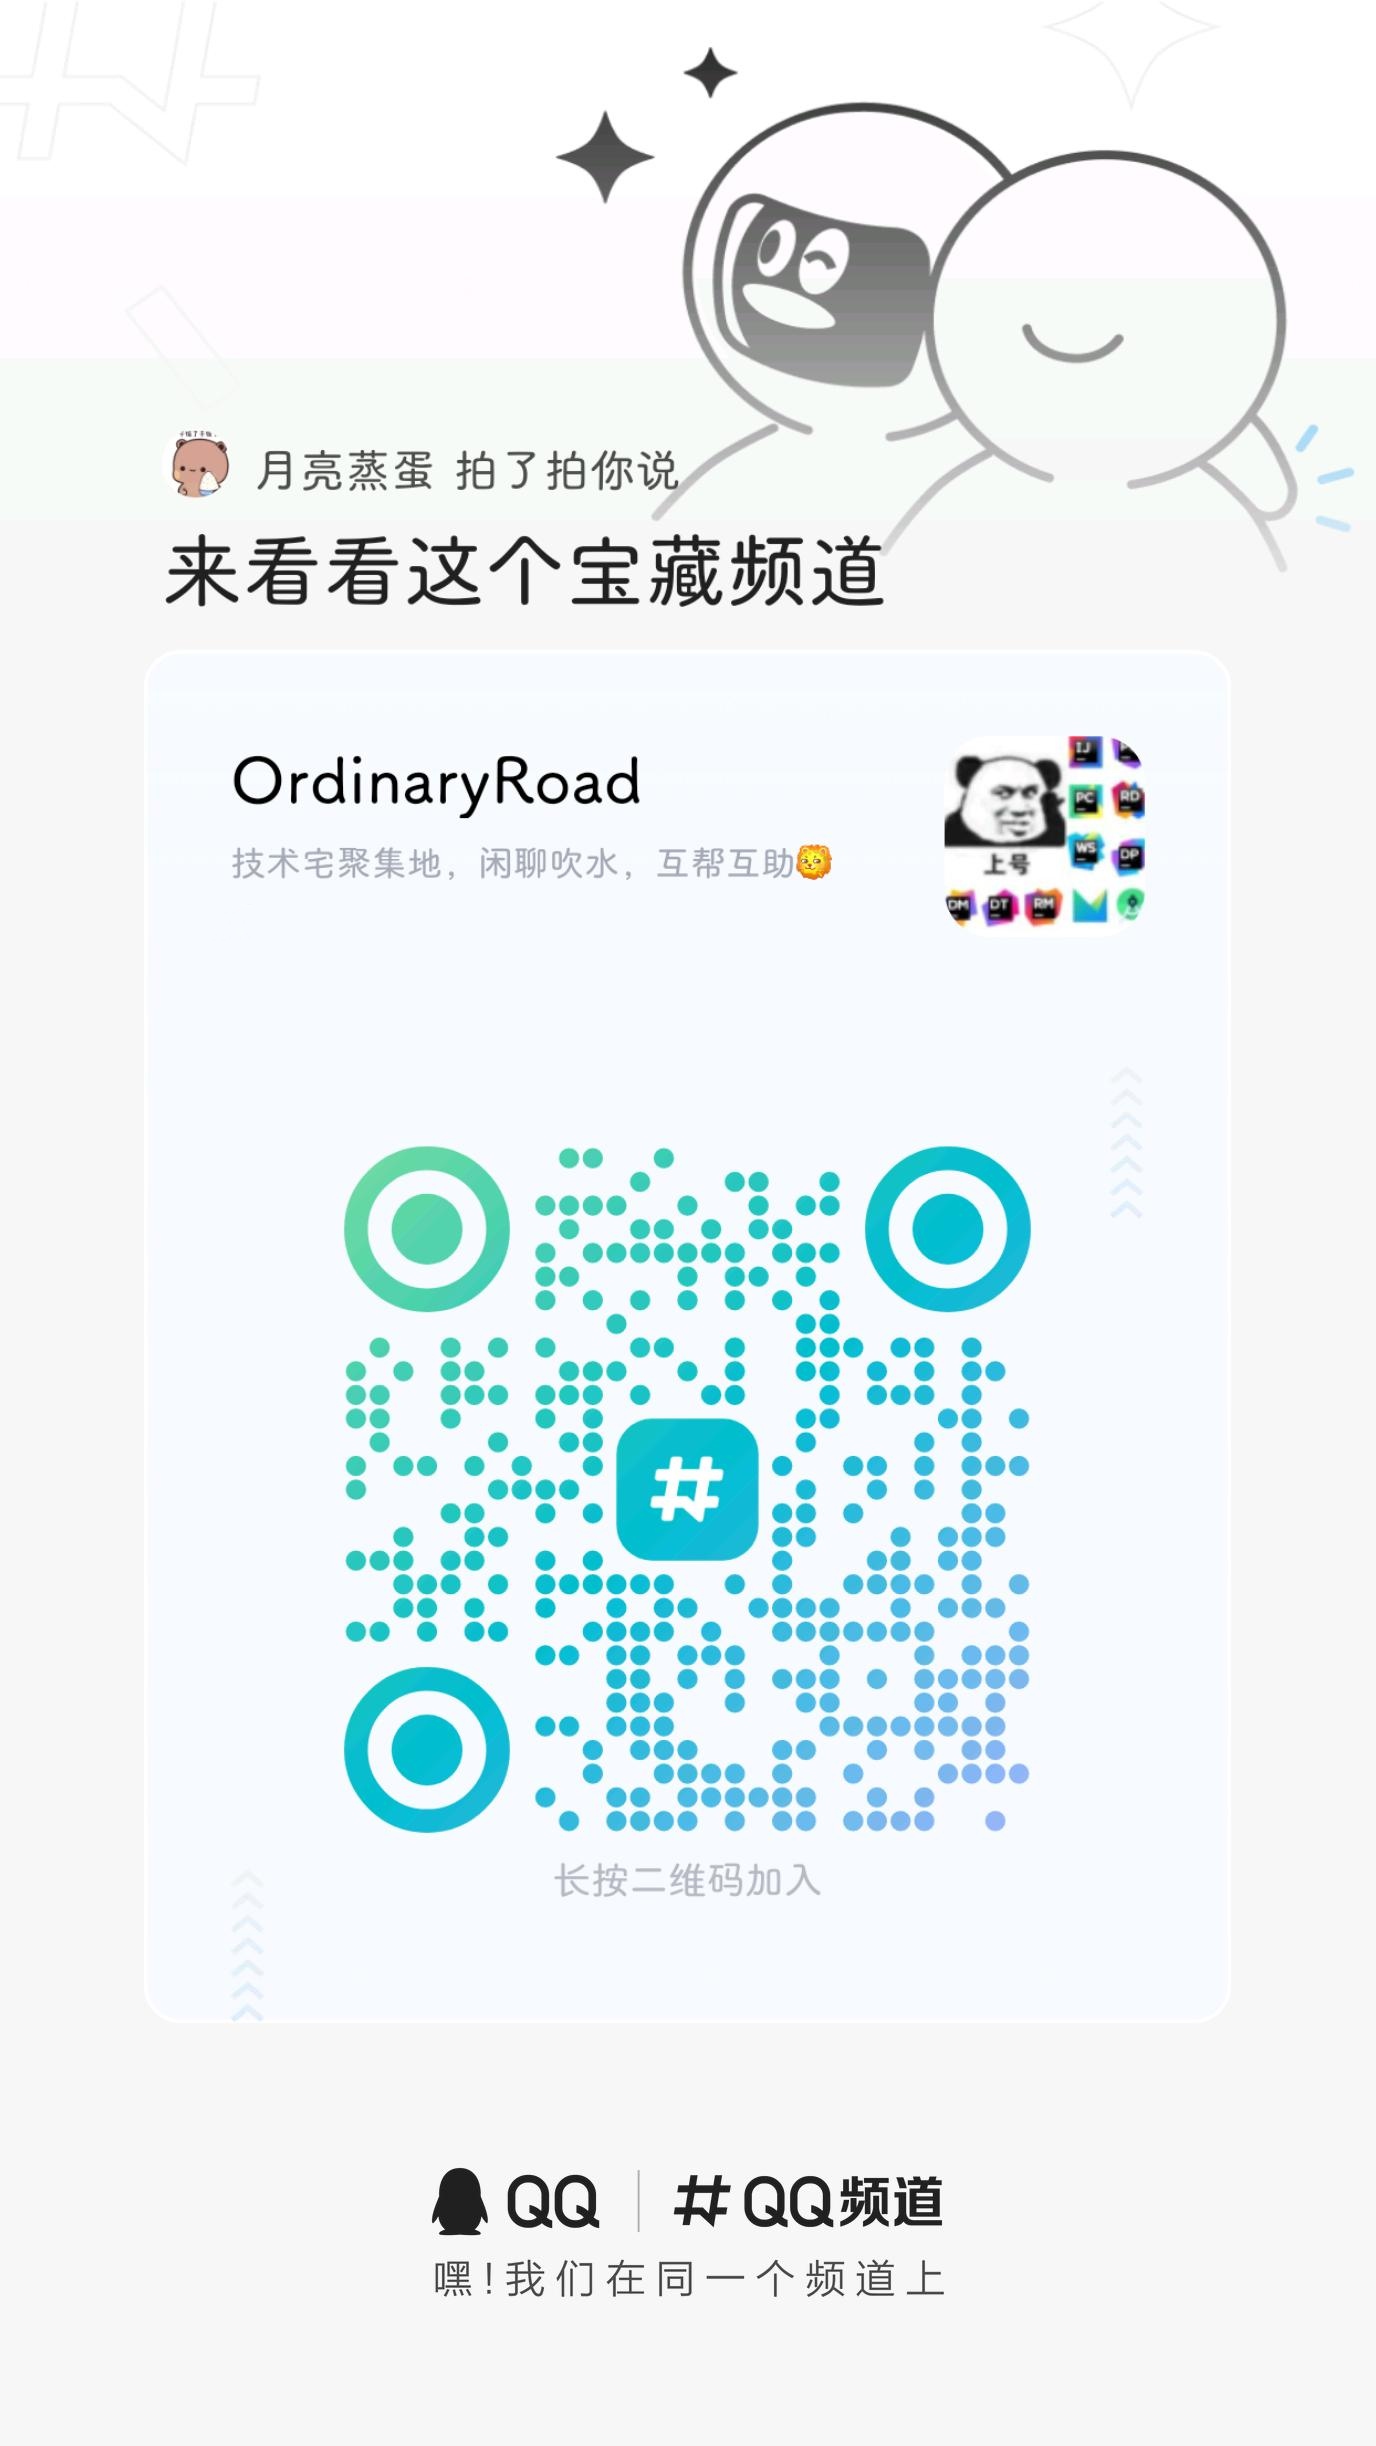 月亮蒸蛋 拍了拍你说
来看看这个宝藏频道
OrdinaryRoad
技术宅聚集地，闲聊吹水，互帮互助
IJ
PC RD
WS DP
上号
DM DT RM
长按二维码加入
QQ QQ频道
嘿!我们在同一个频道上